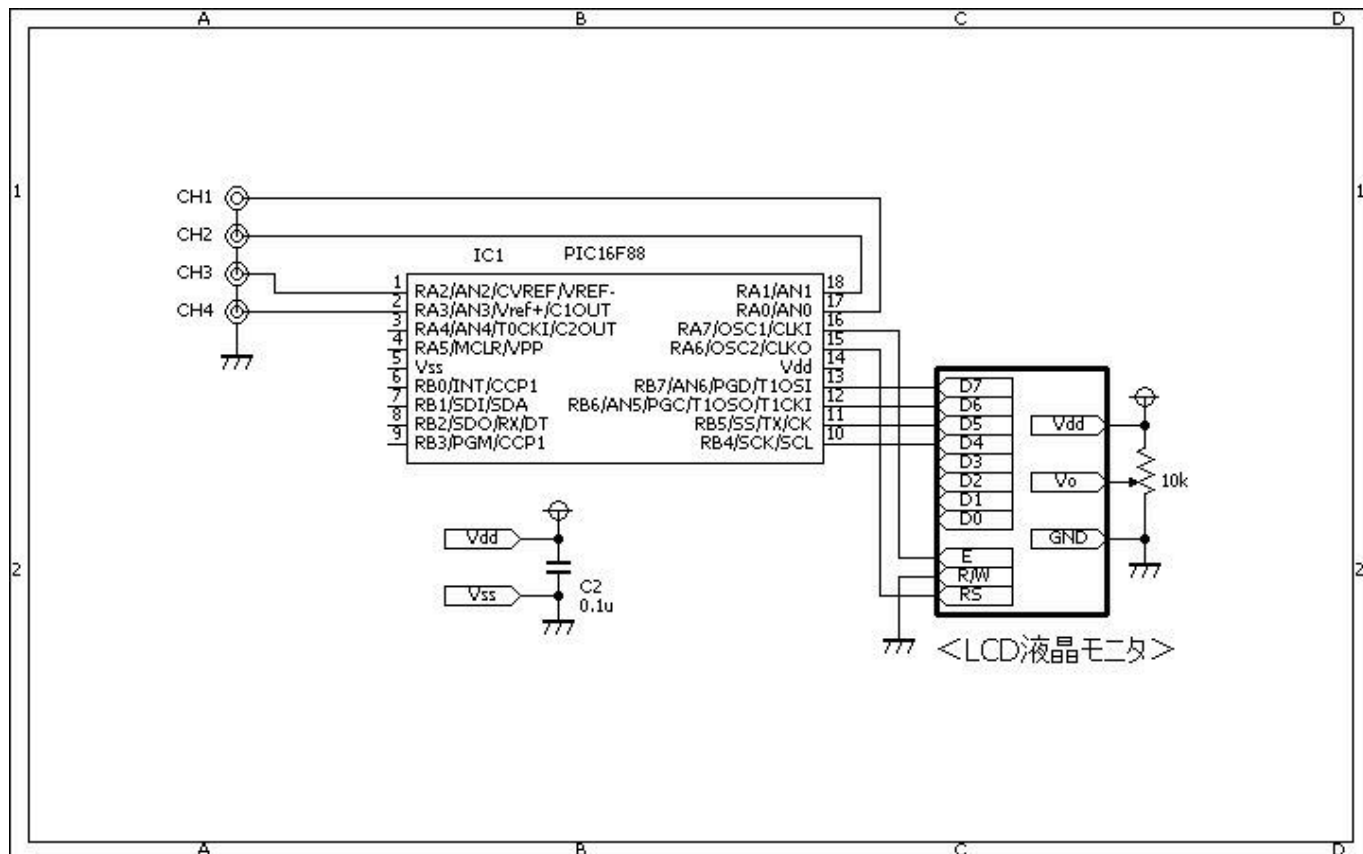 A B C D
1 1
CH1
CH2
CH3
CH4
IC1 PIC16F88
1 RA2/AN2/CVREF/VREF- RA1/AN1 18
2 RA3/AN3/Vref+/C1OUT RA0/AN0 17
3 RA4/AN4/T0CKI/C2OUT RA7/OSC1/CLKI 16
4 RA5/MCLR/VPP RA6/OSC2/CLKO 15
5 Vss Vdd 14
6 RB0/INT/CCP1 RB7/AN6/PGD/T1OSI 13
7 RB1/SDI/SDA RB6/AN5/PGC/T1OSO/T1CKI 12
8 RB2/SDO/RX/DT RB5/SS/TX/CK 11
9 RB3/PGM/CCP1 RB4/SCK/SCL 10
D7
D6
D5
D4
D3
D2
D1
D0
E
R/W
RS
Vdd
Vo
10k
GND
<LCD液晶モニタ>
Vdd
Vss
C2
0.1u
2 2
A B C D